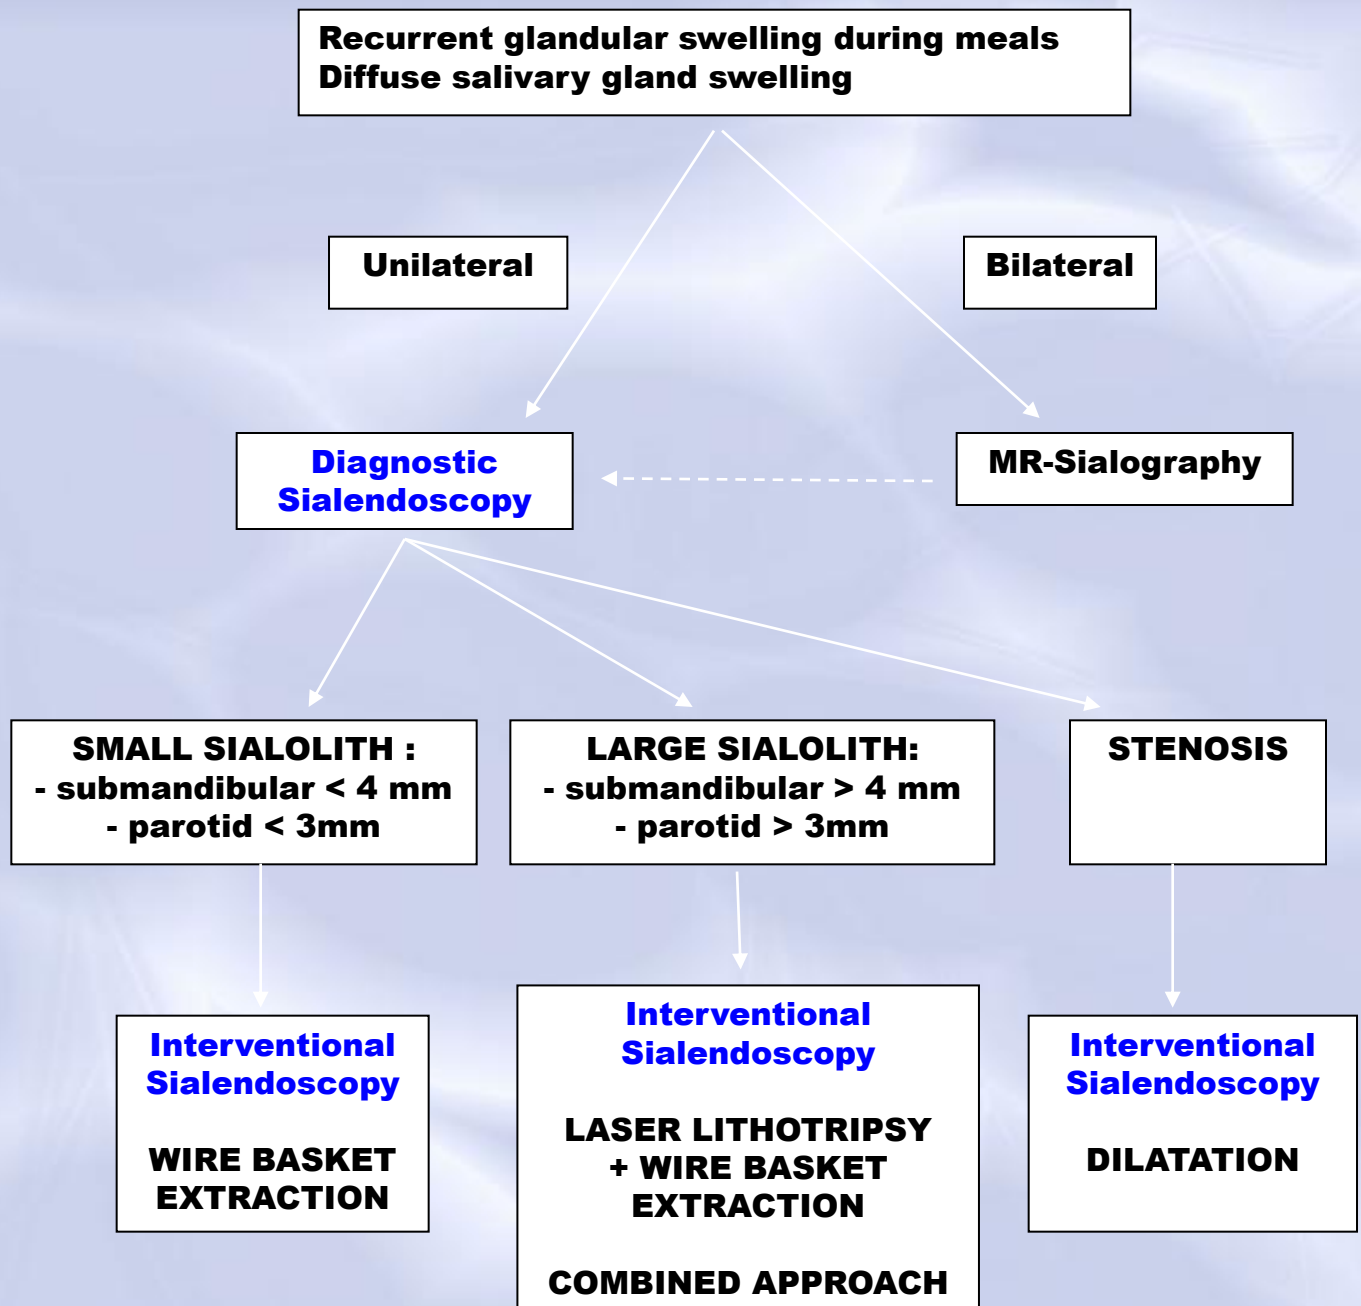 Recurrent glandular swelling during meals
Diffuse salivary gland swelling
Unilateral
Bilateral
Diagnostic
Sialendoscopy
MR-Sialography
SMALL SIALOLITH :
- submandibular < 4 mm
- parotid < 3mm
LARGE SIALOLITH:
- submandibular > 4 mm
- parotid > 3mm
STENOSIS
Interventional
Sialendoscopy
WIRE BASKET
EXTRACTION
Interventional
Sialendoscopy
LASER LITHOTRIPSY
+ WIRE BASKET
EXTRACTION
COMBINED APPROACH
Interventional
Sialendoscopy
DILATATION